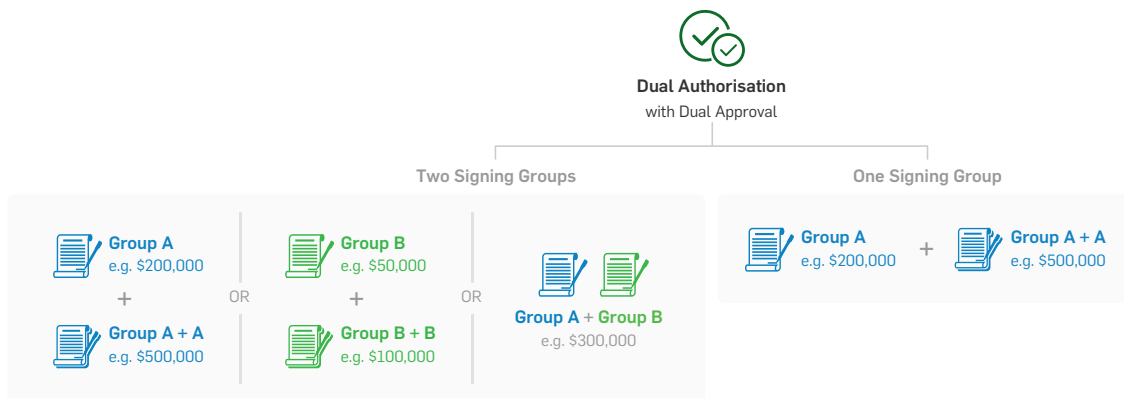 Dual Authorisation
with Dual Approval
Two Signing Groups
Group A
e.g. $200,000
+
Group A + A
e.g. $500,000
OR
Group B
e.g. $50,000
+
Group B + B
e.g. $100,000
OR
Group A + Group B
e.g. $300,000
One Signing Group
Group A
e.g. $200,000
+
Group A + A
e.g. $500,000